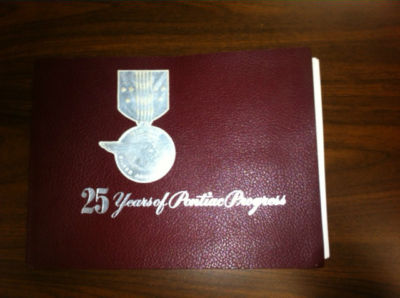 25 Years of Pontiac Progress